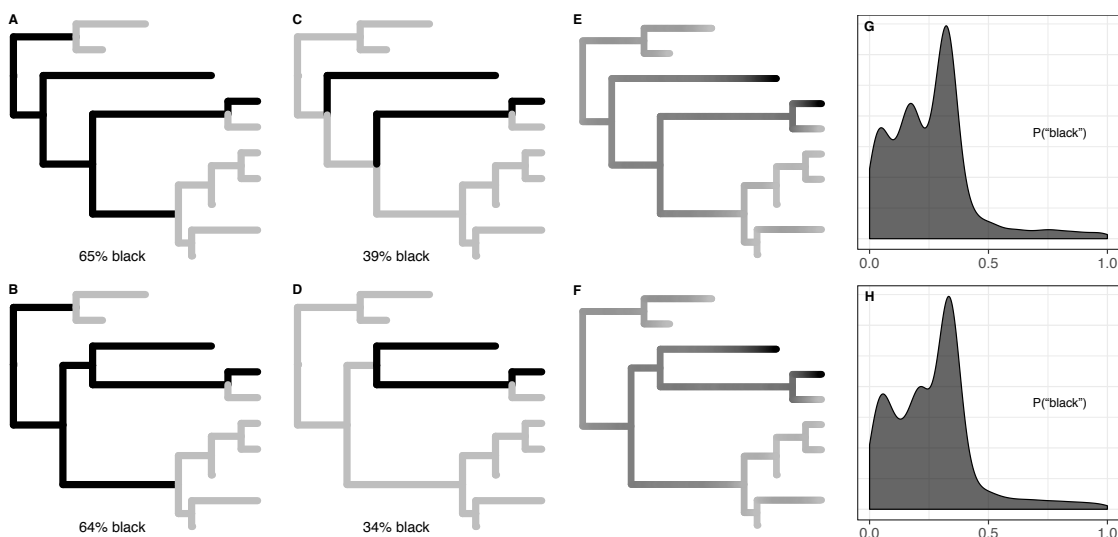 A
C
E
G
P(“black”)
65% black
39% black
0.0
0.5
1.0
B
D
F
H
P(“black”)
64% black
34% black
0.0
0.5
1.0